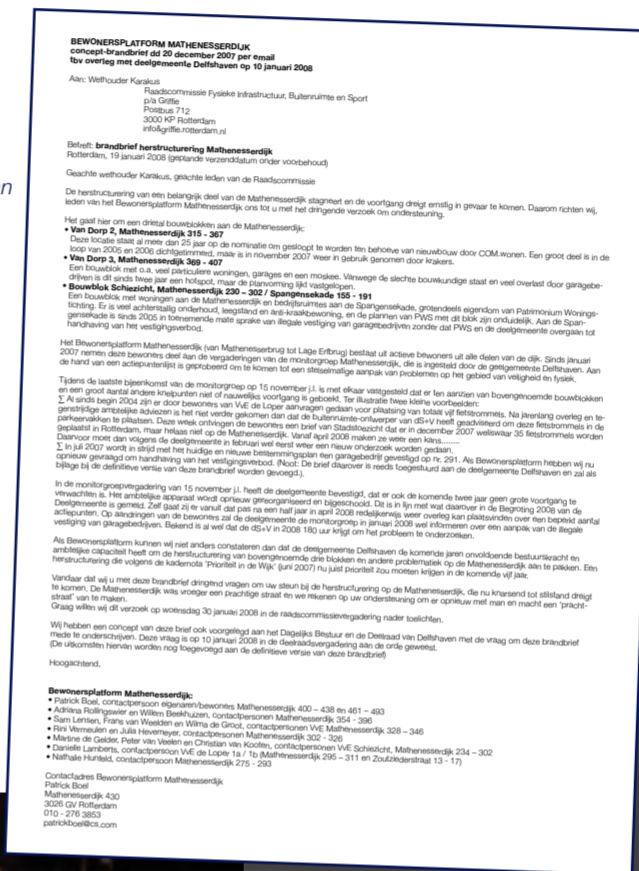 en
BEWONERSPLATFORM MATHENESSERDIJK
concept-brandbrief dd 20 december 2007 per email
tbv overleg met deelgemeente Delfshaven op 10 januari 2008
Aan: Wethouder Karakus
Raadscommissie Fysieke Infrastructuur, Buitenruimte en Sport
p/a Griffie
Postbus 712
3000 KP Rotterdam
info@griffie.rotterdam.nl
Betreft: brandbrief herstructurering Mathenesserdijk
Rotterdam, 19 januari 2008 (geplande verzenddatum onder voorbehoud)
Geachte wethouder Karakus, geachte leden van de Raadscommissie
De herstructurering van een belangrijk deel van de Mathenesserdijk stagneert en de voortgang dreigt ernstig in gevaar te komen. Daarom richten wij,
leden van het Bewonersplatform Mathenesserdijk ons tot u met het dringende verzoek om ondersteuning.
Het gaat hier om een drietal bouwblokken aan de Mathenesserdijk:
• Van Dorp 2, Mathenesserdijk 315 - 367
Deze locatie staat al meer dan 25 jaar op de nominatie om gesloopt te worden ten behoeve van nieuwbouw door COM.wonen. Een groot deel is in de
loop van 2005 en 2006 dichtgetimmerd, maar is in november 2007 weer in gebruik genomen door krakers.
• Van Dorp 3, Mathenesserdijk 369 - 407
Een bouwblok met o.a. veel particuliere woningen, garages en een moskee. Vanwege de slechte bouwkundige staat en veel overlast door garagebe-
drijven is dit sinds twee jaar een hotspot, maar de planvorming lijkt vastgelopen.
• Bouwblok Schiezicht, Mathenesserdijk 230 – 302 / Spangensekade 155 - 191
Een bouwblok met woningen aan de Mathenesserdijk en bedrijfsruimtes aan de Spangensekade, grotendeels eigendom van Patrimonium Wonings-
tichting. Er is veel achterstallig onderhoud, leegstand en anti-kraakbewoning, en de plannen van PWS met dit blok zijn onduidelijk. Aan de Span-
gensekade is sinds 2005 in toenemende mate sprake van illegale vestiging van garagebedrijven zonder dat PWS en de deelgemeente overgaan tot
handhaving van het vestigingsverbod.
Het Bewonersplatform Mathenesserdijk (van Mathenesserbrug tot Lage Erfbrug) bestaat uit actieve bewoners uit alle delen van de dijk. Sinds januari
2007 nemen deze bewoners deel aan de vergaderingen van de monitorgroep Mathenesserdijk, die is ingesteld door de deelgemeente Delfshaven. Aan
de hand van een actiepuntenlijst is geprobeerd om te komen tot een stelselmatige aanpak van problemen op het gebied van veiligheid en fysiek.
Tijdens de laatste bijeenkomst van de monitorgroep op 15 november j.l. is met elkaar vastgesteld dat er ten aanzien van bovengenoemde bouwblokken
en een groot aantal andere knelpunten niet of nauwelijks voortgang is geboekt. Ter illustratie twee kleine voorbeelden:
∑ Al sinds begin 2004 zijn er door bewoners van VvE de Loper aanvragen gedaan voor plaatsing van totaal vijf fietstrommels. Na jarenlang overleg en te-
genstrijdige ambtelijke adviezen is het niet verder gekomen dan dat de buitenruimte-ontwerper van dS+V heeft geadviseerd om deze fietstrommels in de
parkeervakken te plaatsen. Deze week ontvingen de bewoners een brief van Stadstoezicht dat er in december 2007 weliswaar 35 fietstrommels worden
geplaatst in Rotterdam, maar helaas niet op de Mathenesserdijk. Vanaf april 2008 maken ze weer een kans........
Daarvoor moet dan volgens de deelgemeente in februari wel eerst weer een nieuw onderzoek worden gedaan.
∑ In juli 2007 wordt in strijd met het huidige en nieuwe bestemmingsplan een garagebedrijf gevestigd op nr. 291. Als Bewonersplatform hebben wij nu
opnieuw gevraagd om handhaving van het vestigingsverbod. (Noot: De brief daarover is reeds toegestuurd aan de deelgemeente Delfshaven en zal als
bijlage bij de definitieve versie van deze brandbrief worden gevoegd.).
In de monitorgroepvergadering van 15 november j.l. heeft de deelgemeente bevestigd, dat er ook de komende twee jaar geen grote voortgang te
verwachten is. Het ambtelijke apparaat wordt opnieuw gereorganiseerd en bijgeschoold. Dit is in lijn met wat daarover in de Begroting 2008 van de
Deelgemeente is gemeld. Zelf gaat zij er vanuit dat pas na een half jaar in april 2008 redelijkerwijs weer overleg kan plaatsvinden over een beperkt aantal
actiepunten. Op aandringen van de bewoners zal de deelgemeente de monitorgroep in januari 2008 wel informeren over een aanpak van de illegale
vestiging van garagebedrijven. Bekend is al wel dat de dS+V in 2008 180 uur krijgt om het probleem te onderzoeken.
Als Bewonersplatform kunnen wij niet anders constateren dan dat de deelgemeente Delfshaven de komende jaren onvoldoende bestuurskracht en
ambtelijke capaciteit heeft om de herstructurering van bovengenoemde drie blokken en andere problematiek op de Mathenesserdijk aan te pakken. Een
herstructurering die volgens de kadernota 'Prioriteit in de Wijk' (juni 2007) nu juist prioriteit zou moeten krijgen in de komende vijf jaar.
Vandaar dat wij u met deze brandbrief dringend vragen om uw steun bij de herstructurering op de Mathenesserdijk, die nu knarsend tot stilstand dreigt
te komen. De Mathenesserdijk was vroeger een prachtige straat en we rekenen op uw ondersteuning om er opnieuw met man en macht een 'pracht-
straat' van te maken.
Graag willen wij dit verzoek op woensdag 30 januari 2008 in de raadscommissievergadering nader toelichten.
Wij hebben een concept van deze brief ook voorgelegd aan het Dagelijks Bestuur en de Deelraad van Delfshaven met de vraag om deze brandbrief
mede te onderschrijven. Deze vraag is op 10 januari 2008 in de deelraadsvergadering aan de orde geweest.
(De uitkomsten hiervan worden nog toegevoegd aan de definitieve versie van deze brandbrief)
Hoogachtend,
Bewonersplatform Mathenesserdijk:
• Patrick Boel, contactpersoon eigenaren/bewoners Mathenesserdijk 400 – 438 en 461 – 493
• Adriana Rollingswier en Willem Beekhuizen, contactpersonen Mathenesserdijk 354 - 396
• Sam Lensen, Frans van Weelden en Wilma de Groot, contactpersonen VvE Mathenesserdijk 328 – 346
• Rini Vermeulen en Julia Hevemeyer, contactpersonen Mathenesserdijk 302 - 326
• Martine de Gelder, Peter van Veelen en Christian van Kooten, contactpersonen VvE Schiezicht, Mathenesserdijk 234 – 302
• Danielle Lamberts, contactpersoon VvE de Loper 1a / 1b (Mathenesserdijk 295 – 311 en Zoutziederstraat 13 - 17)
• Nathalie Hunfeld, contactpersoon Mathenesserdijk 275 - 293
Contactadres Bewonersplatform Mathenesserdijk
Patrick Boel
Mathenesserdijk 430
3026 GV Rotterdam
010 - 276 3853
patrickboel@cs.com